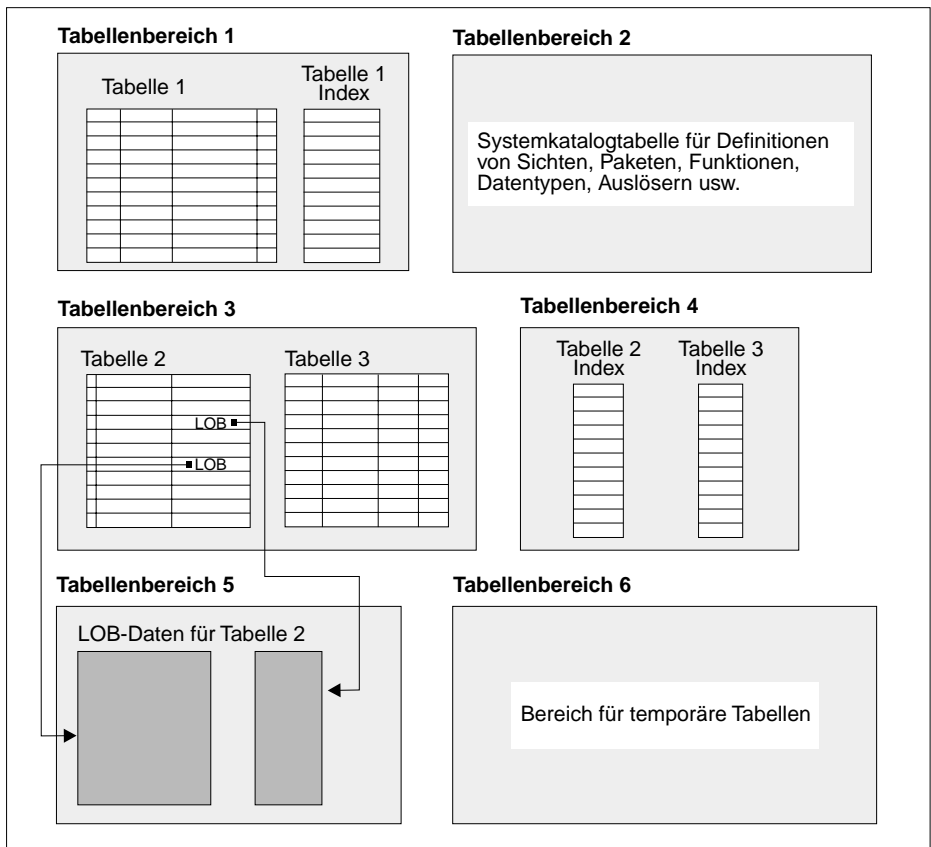 Tabellenbereich 1
Tabelle 1
Tabelle 1
Index
Tabellenbereich 2
Systemkatalogtabelle für Definitionen
von Sichten, Paketen, Funktionen,
Datentypen, Auslösern usw.
Tabellenbereich 3
Tabelle 2
LOB
LOB
Tabelle 3
Tabellenbereich 4
Tabelle 2
Index
Tabelle 3
Index
Tabellenbereich 5
LOB-Daten für Tabelle 2
Tabellenbereich 6
Bereich für temporäre Tabellen